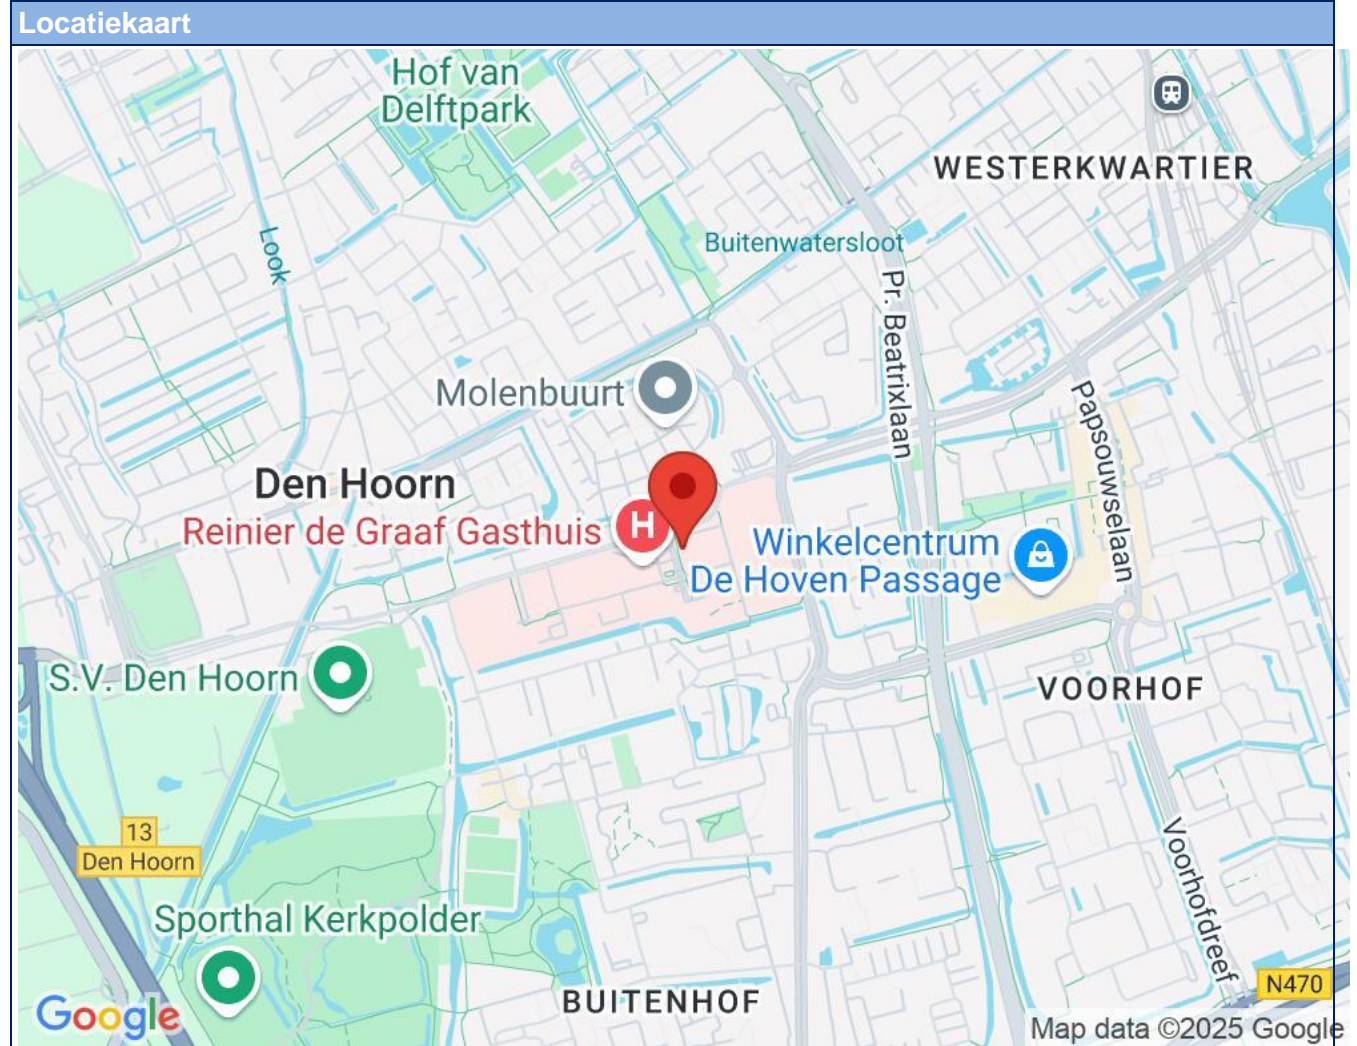 Locatiekaart
Hof van
Delftpark
WESTERKWARTIER
Look
Buitenwatersloot
Pr. Beatrixlaan
Molenbuurt
Papsouwselaan
Den Hoorn
Reinier de Graaf Gasthuis
H
Winkelcentrum
De Hoven Passage
S.V. Den Hoorn
VOORHOF
13
Den Hoorn
Voorhofdreef
Sporthal Kerkpolder
N470
BUITENHOF
Google
Map data ©2025 Google